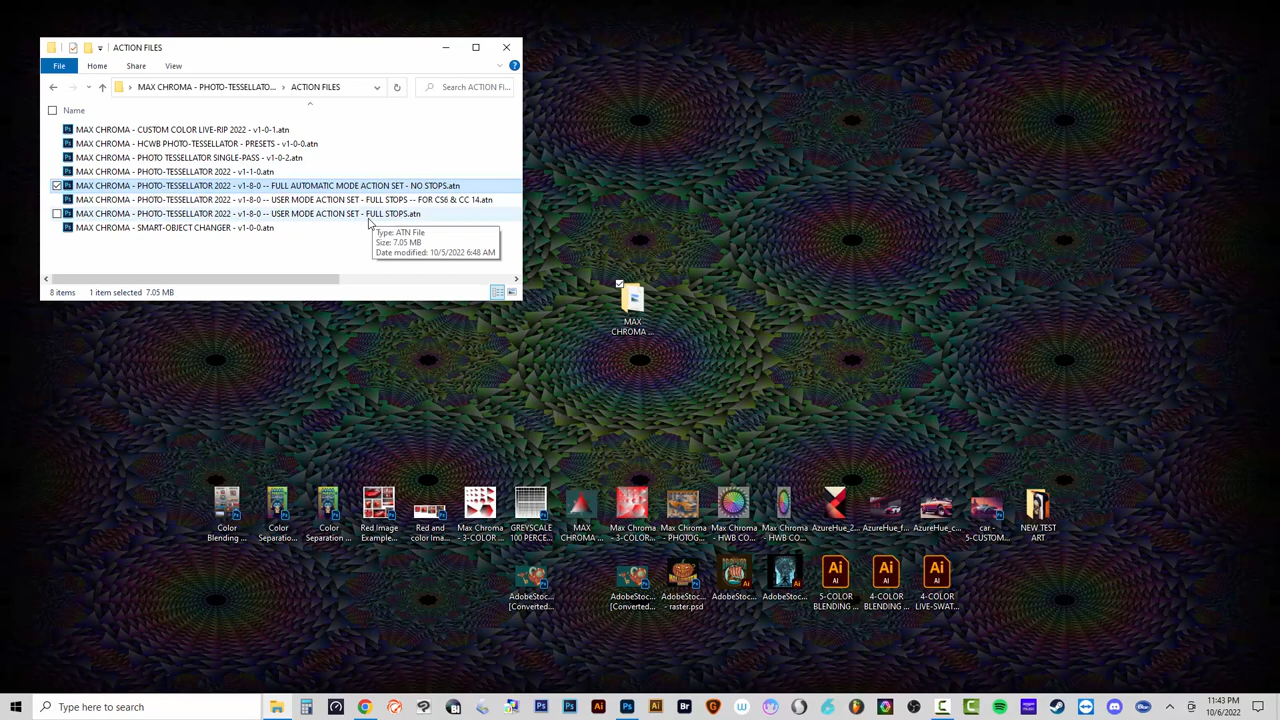 ACTION FILES
File Home Share View
MAX CHROMA - PHOTO-TESSELLATO... ACTION FILES Search ACTION Fi...
Name
MAX CHROMA - CUSTOM COLOR LIVE-RIP 2022 - v1-0-1.atn
MAX CHROMA - HCWB PHOTO-TESSELLATOR - PRESETS - v1-0-0.atn
MAX CHROMA - PHOTO TESSELLATOR SINGLE-PASS - v1-0-2.atn
MAX CHROMA - PHOTO-TESSELLATOR 2022 - v1-1-0.atn
MAX CHROMA - PHOTO-TESSELLATOR 2022 - v1-8-0 -- FULL AUTOMATIC MODE ACTION SET - NO STOPS.atn
MAX CHROMA - PHOTO-TESSELLATOR 2022 - v1-8-0 -- USER MODE ACTION SET - FULL STOPS -- FOR CS6 & CC 14.atn
MAX CHROMA - PHOTO-TESSELLATOR 2022 - v1-8-0 -- USER MODE ACTION SET - FULL STOPS.atn
MAX CHROMA - SMART-OBJECT CHANGER - v1-0-0.atn
Type: ATN File
Size: 7.05 MB
Date modified: 10/5/2022 6:48 AM
8 items 1 item selected 7.05 MB
MAX
CHROMA ...
Color
Blending ...
Color
Separation...
Color
Separation ...
Red Image
Example...
Red and
color Ima...
Max Chroma
- 3-COLOR ...
GREYSCALE
100 PERCE...
MAX
CHROMA-...
Max Chroma
- 3-COLOR...
Max Chroma
- PHOTOG...
Max Chroma
- HWB CO...
Max Chroma
- HWB CO...
AzureHue_2...
AzureHue_f...
AzureHue_c...
car -
5-CUSTOM...
NEW TEST
ART
AdobeStoc...
[Converted...
AdobeStoc...
[Converted...
AdobeStoc...
- raster.psd
AdobeStoc...
AdobeStoc...
5-COLOR
BLENDING ...
4-COLOR
BLENDING ...
4-COLOR
LIVE-SWAT...
Type here to search
11:43 PM
10/6/2022